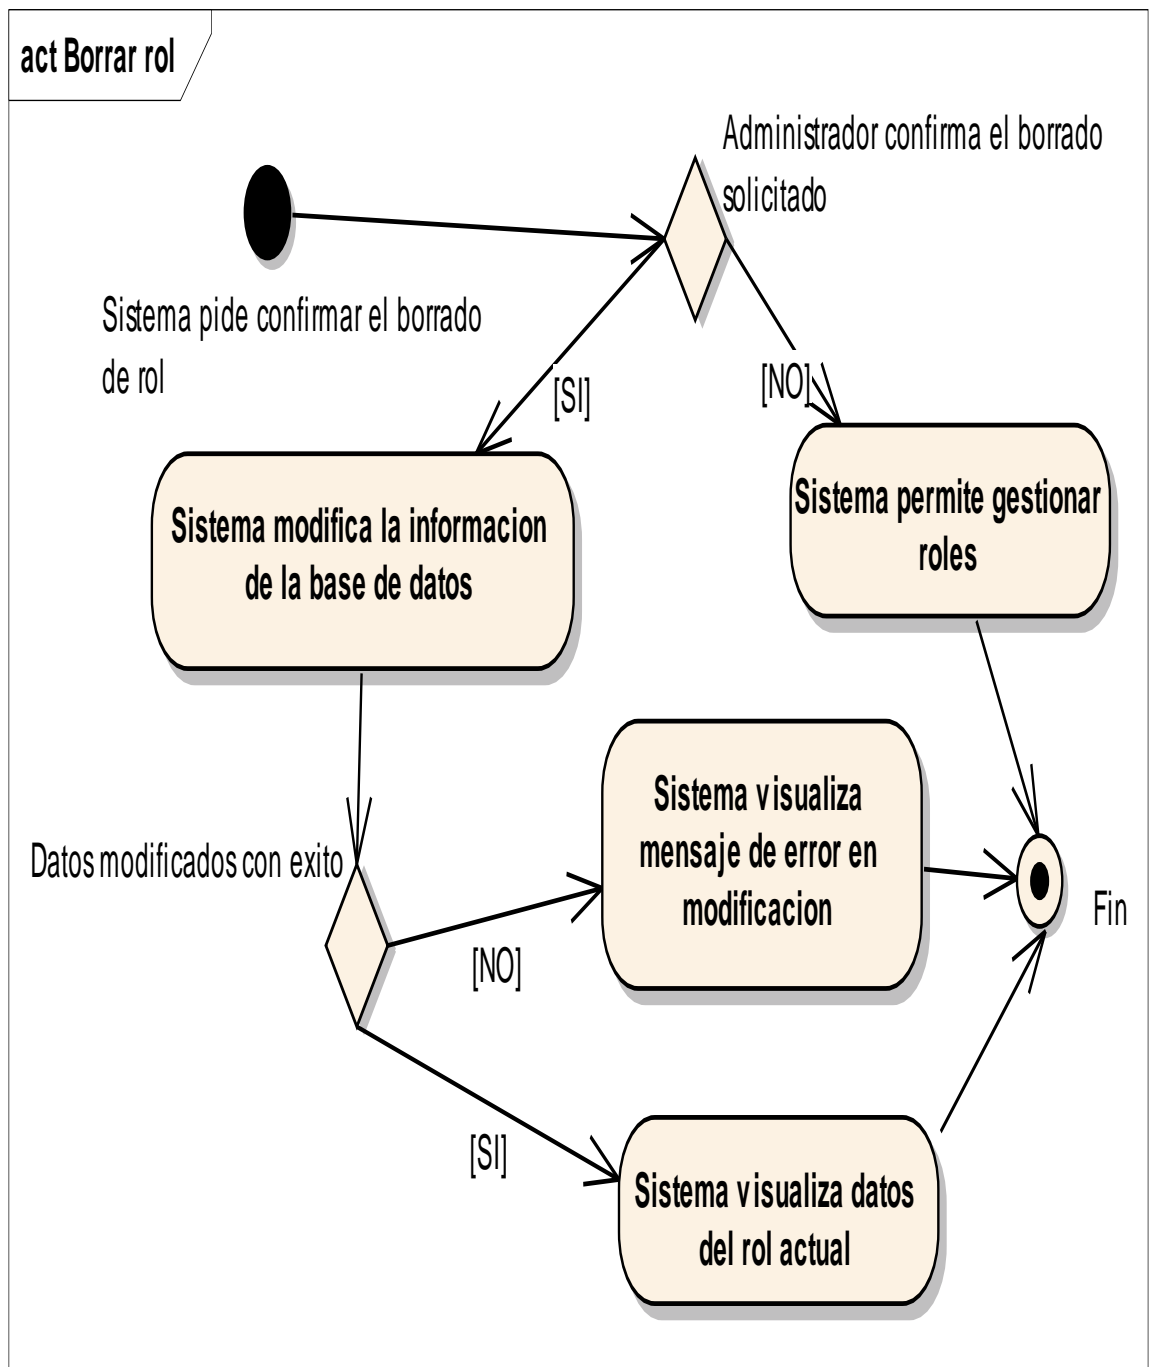 act Borrar rol
Administrador confirma el borrado
solicitado
Sistema pide confirmar el borrado
de rol
[SI]
[NO]
Sistema modifica la informacion
de la base de datos
Sistema permite gestionar
roles
Sistema visualiza
mensaje de error en
modificacion
Datos modificados con exito
Fin
[NO]
[SI]
Sistema visualiza datos
del rol actual